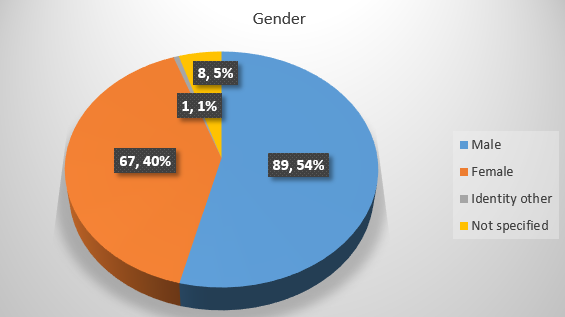 Gender
8, 5%
1, 1%
67, 40%
89, 54%
Male
Female
Identity other
Not specified